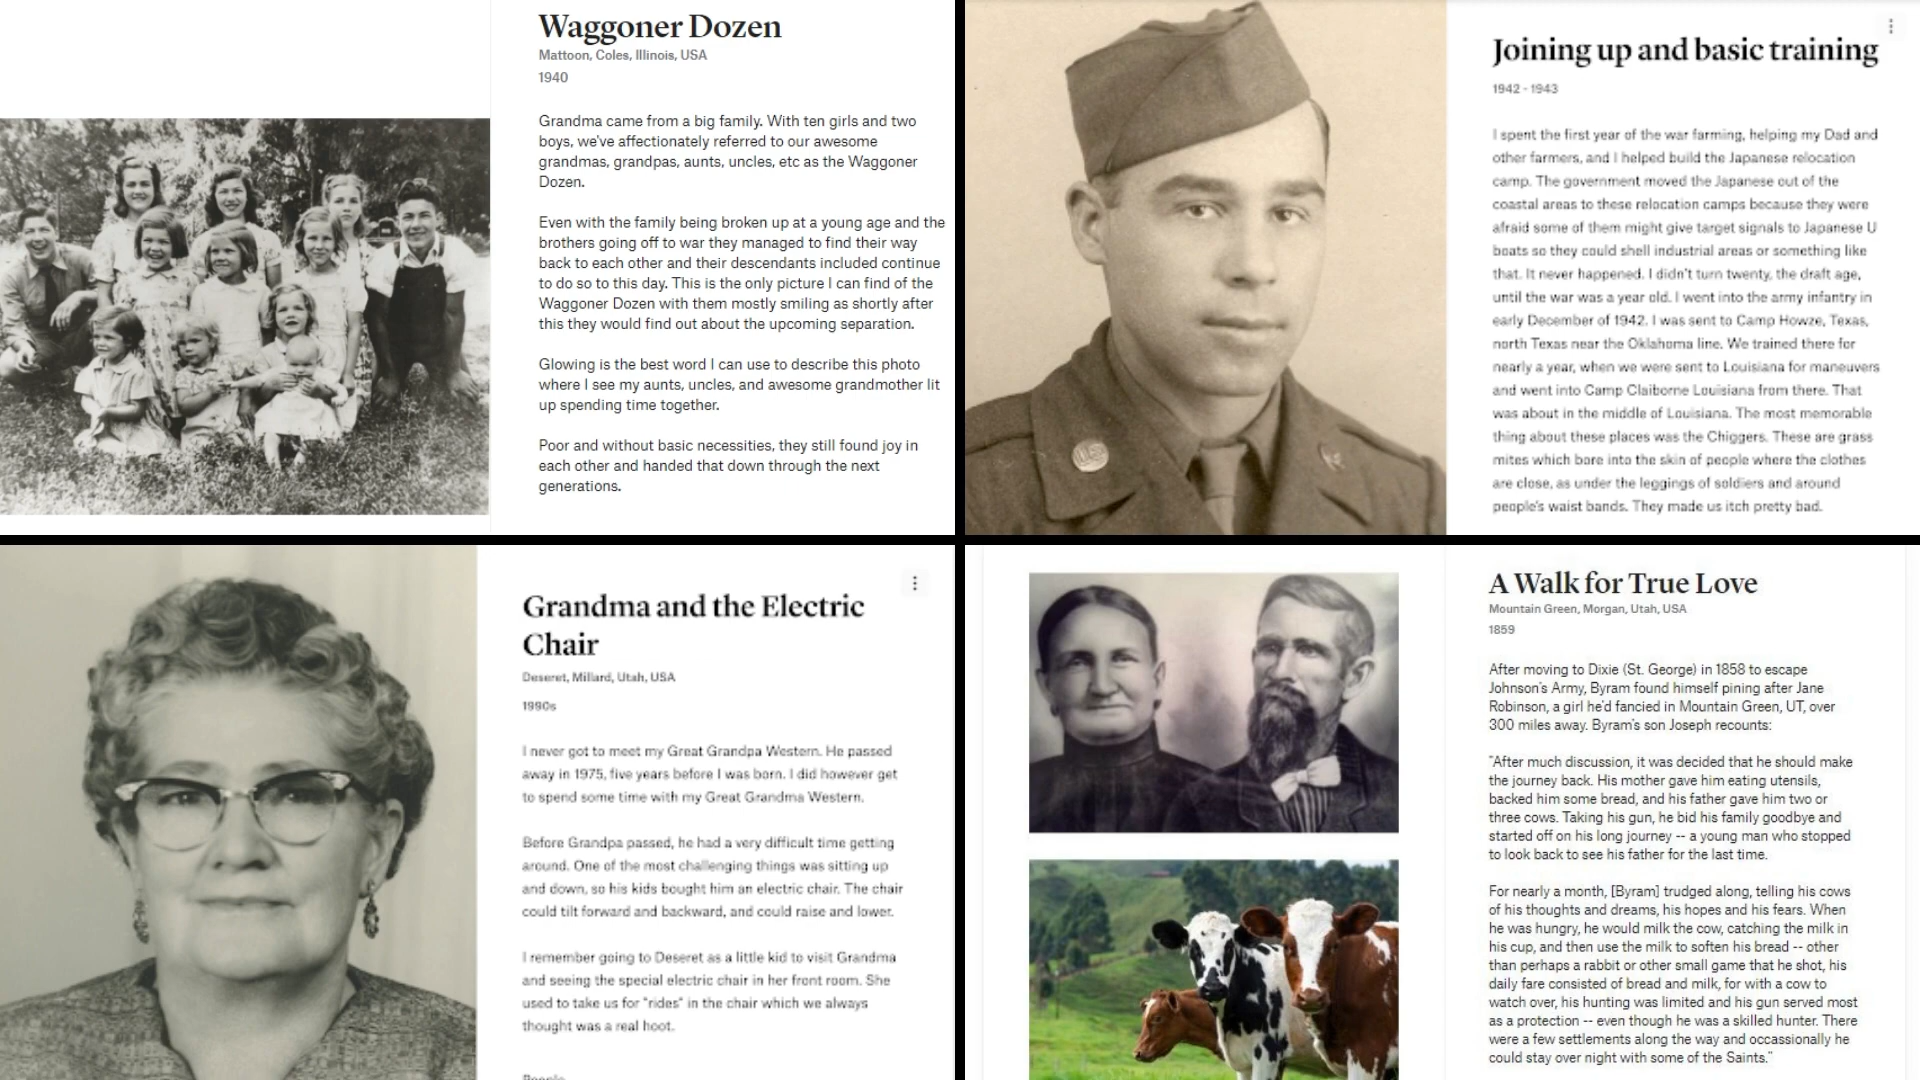 Waggoner Dozen
Mattoon, Coles, Illinois, USA
1940
Grandma came from a big family. With ten girls and two
boys, we've affectionately referred to our awesome
grandmas, grandpas, aunts, uncles, etc as the Waggoner
Dozen.
Even with the family being broken up at a young age and the
brothers going off to war they managed to find their way
back to each other and their descendants included continue
to do so to this day. This is the only picture I can find of the
Waggoner Dozen with them mostly smiling as shortly after
this they would find out about the upcoming separation.
Glowing is the best word I can use to describe this photo
where I see my aunts, uncles, and awesome grandmother lit
up spending time together.
Poor and without basic necessities, they still found joy in
each other and handed that down through the next
generations.
Joining up and basic training
1942 - 1943
I spent the first year of the war farming, helping my Dad and
other farmers, and I helped build the Japanese relocation
camp. The government moved the Japanese out of the
coastal areas to these relocation camps because they were
afraid some of them might give target signals to Japanese U
boats so they could shell industrial areas or something like
that. It never happened. I didn't turn twenty, the draft age,
until the war was a year old. I went into the army infantry in
early December of 1942. I was sent to Camp Howze, Texas,
north Texas near the Oklahoma line. We trained there for
nearly a year, when we were sent to Louisiana for maneuvers
and went into Camp Claiborne Louisiana from there. That
was about in the middle of Louisiana. The most memorable
thing about these places was the Chiggers. These are grass
mites which bore into the skin of people where the clothes
are close, as under the leggings of soldiers and around
people's waist bands. They made us itch pretty bad.
Grandma and the Electric
Chair
Deseret, Millard, Utah, USA
1990s
I never got to meet my Great Grandpa Western. He passed
away in 1975, five years before I was born. I did however get
to spend some time with my Great Grandma Western.
Before Grandpa passed, he had a very difficult time getting
around. One of the most challenging things was sitting up
and down, so his kids bought him an electric chair. The chair
could tilt forward and backward, and could raise and lower.
I remember going to Deseret as a little kid to visit Grandma
and seeing the special electric chair in her front room. She
used to take us for "rides" in the chair which we always
thought was a real hoot.
People
A Walk for True Love
Mountain Green, Morgan, Utah, USA
1859
After moving to Dixie (St. George) in 1858 to escape
Johnson's Army, Byram found himself pining after Jane
Robinson, a girl he'd fancied in Mountain Green, UT, over
300 miles away. Byram's son Joseph recounts:
"After much discussion, it was decided that he should make
the journey back. His mother gave him eating utensils,
backed him some bread, and his father gave him two or
three cows. Taking his gun, he bid his family goodbye and
started off on his long journey -- a young man who stopped
to look back to see his father for the last time.
For nearly a month, [Byram] trudged along, telling his cows
of his thoughts and dreams, his hopes and his fears. When
he was hungry, he would milk the cow, catching the milk in
his cup, and then use the milk to soften his bread -- other
than perhaps a rabbit or other small game that he shot, his
daily fare consisted of bread and milk, for with a cow to
watch over, his hunting was limited and his gun served most
as a protection -- even though he was a skilled hunter. There
were a few settlements along the way and occassionally he
could stay over night with some of the Saints."